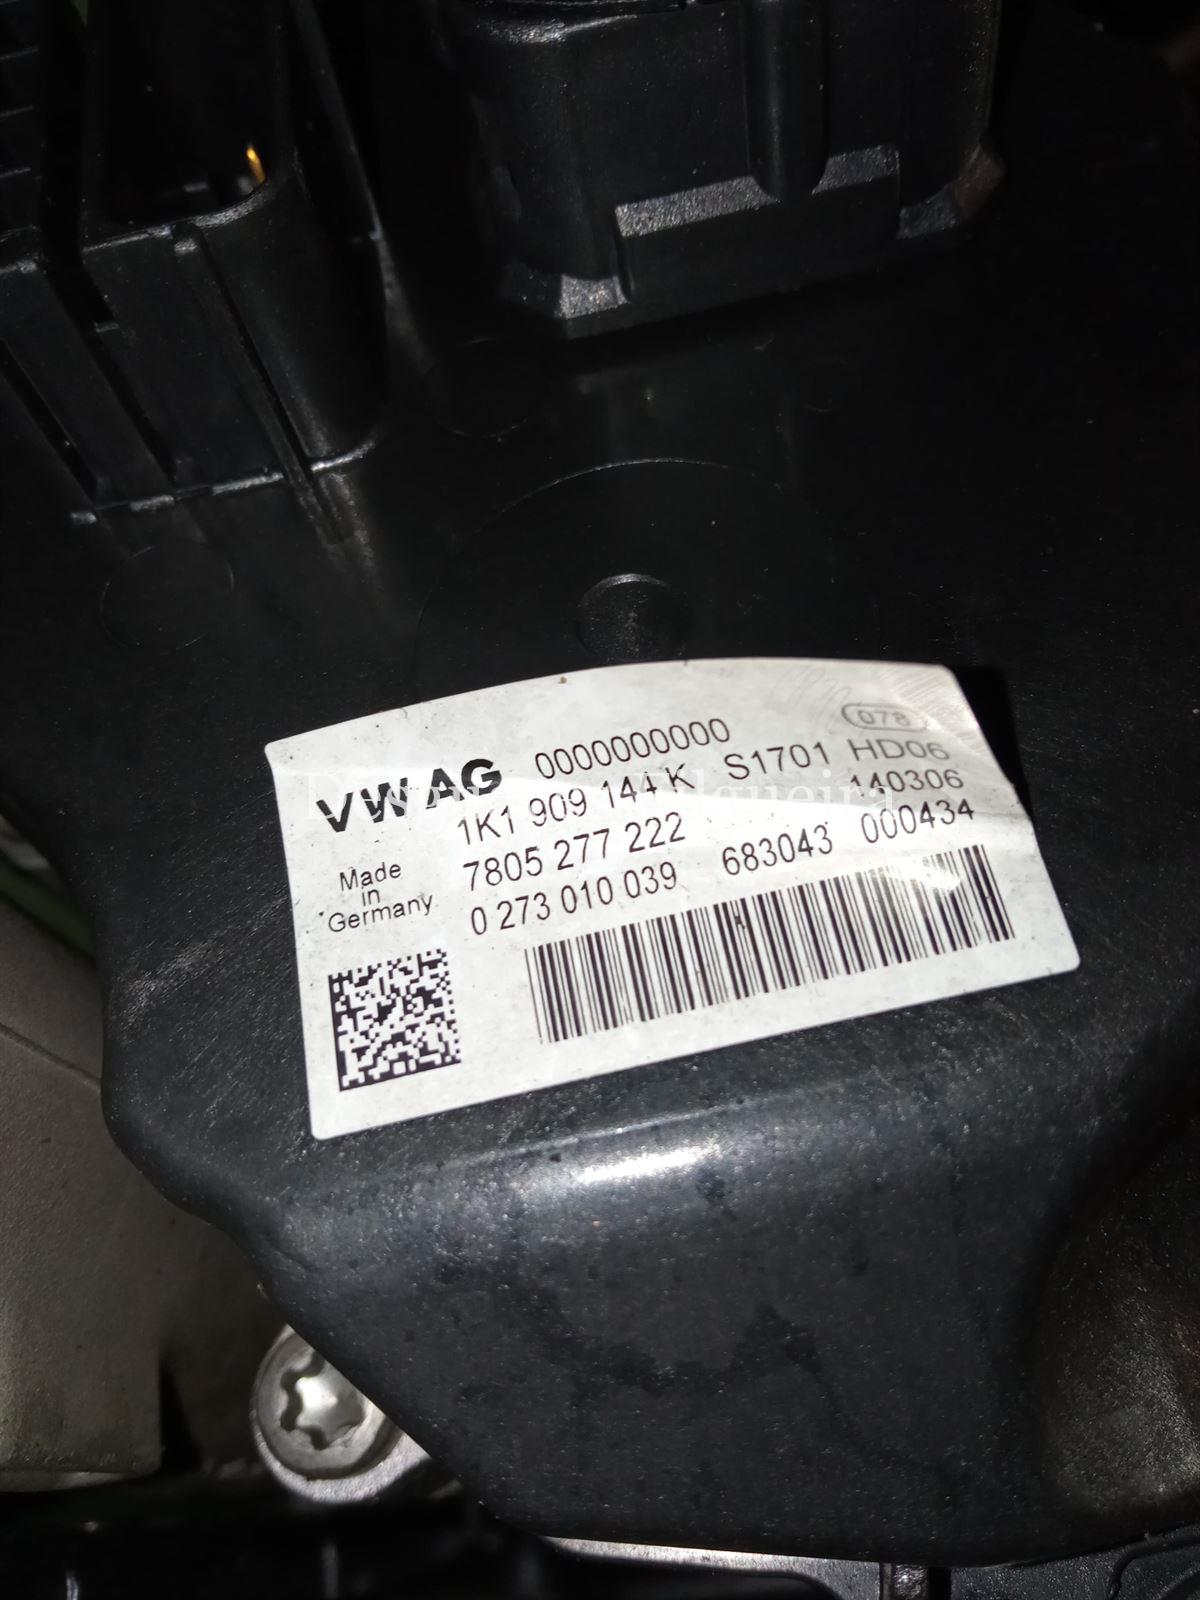 078
VW AG 0000000000
1K1 909 144 K S1701 HD06
7805 277 222 140306
0 273 010 039 683043 000434
Made
in
Germany